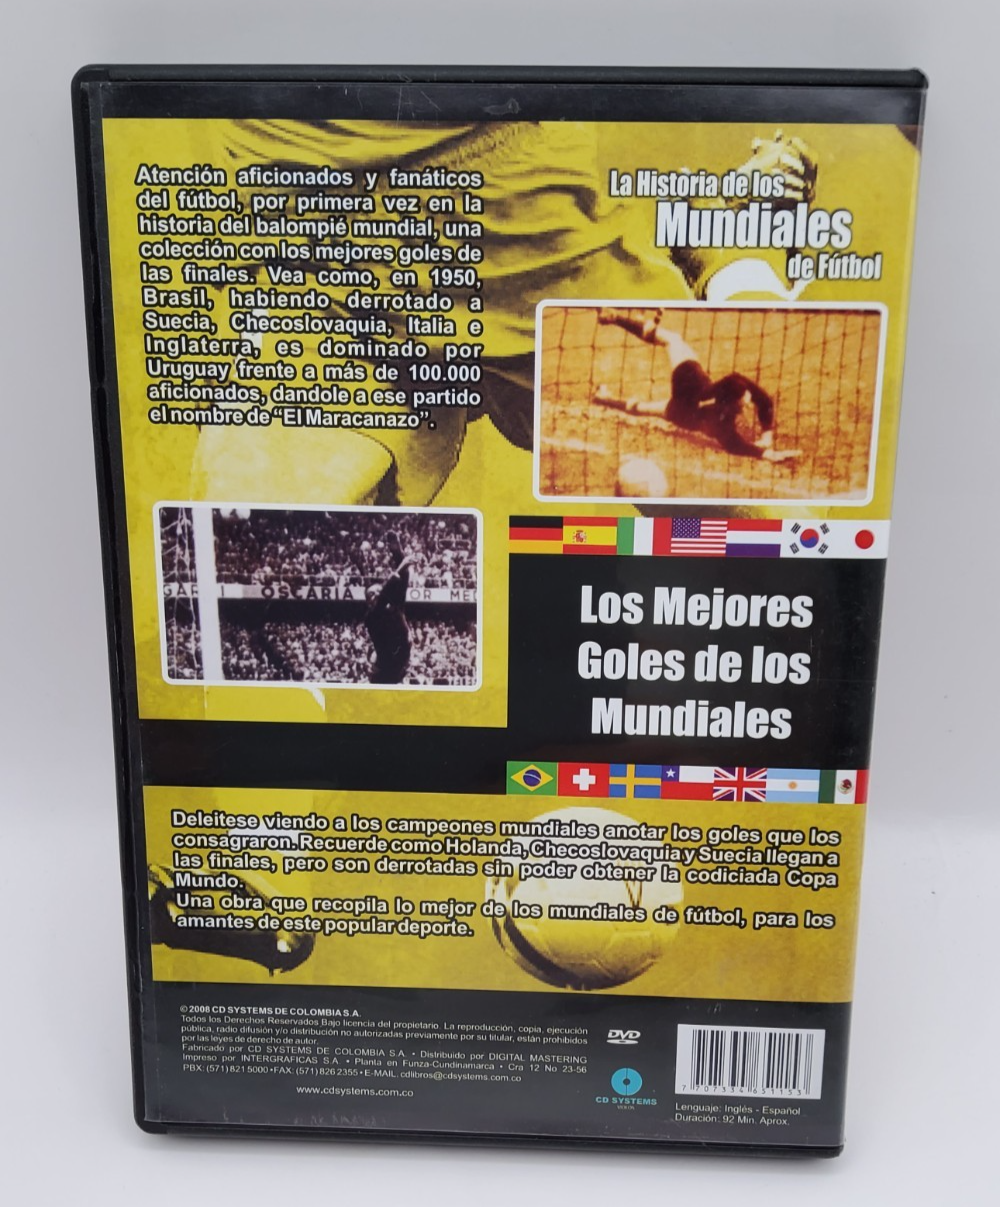 Atención aficionados y fanáticos
del fútbol, por primera vez en la
historia del balompié mundial, una
colección con los mejores goles de
las finales. Vea como, en 1950,
Brasil, habiendo derrotado a
Suecia, Checoslovaquia, Italia e
Inglaterra, es dominado por
Uruguay frente a más de 100.000
aficionados, dandole a ese partido
el nombre de “El Maracanazo”.
La Historia de los
Mundiales
de Fútbol
OSCARIA
OR
Los Mejores
Goles de los
Mundiales
Deleitese viendo a los campeones mundiales anotar los goles que los
consagraron. Recuerde como Holanda, Checoslovaquia y Suecia llegan a
las finales, pero son derrotadas sin poder obtener la codiciada Copa
Mundo.
Una obra que recopila lo mejor de los mundiales de fútbol, para los
amantes de este popular deporte.
©2008 CD SYSTEMS DE COLOMBIA S.A.
Todos los Derechos Reservados Bajo licencia del propietario. La reproducción, copia, ejecución
pública, radio difusión y/o distribución no autorizadas previamente por su titular, están prohibidos
por las leyes de derecho de autor.
Fabricado por CD SYSTEMS DE COLOMBIA S.A. • Distribuido por DIGITAL MASTERING
Impreso por INTERGRAFICAS S.A • Planta en Funza-Cundinamarca • Cra 12 No 23-56
PBX: (571) 821 5000 • FAX: (571) 826 2355 • E-MAIL. cdlibros@cdsystems.com.co
www.cdsystems.com.co
DVD
CD SYSTEMS
7 707334 651153
Lenguaje: Inglés - Español
Duración: 92 Min. Aprox.